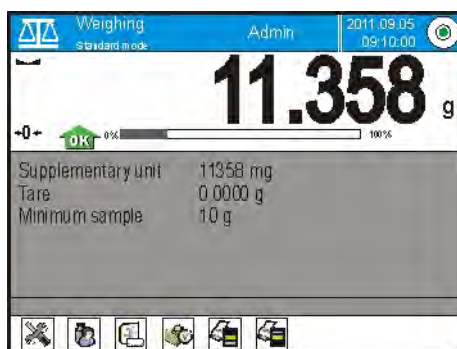 Weighing
Standard mode
Admin
2011.09.05
09:10:00
11.358 g
→0←
OK 0% 100%
Supplementary unit 11358 mg
Tare 0.0000 g
Minimum sample 10 g